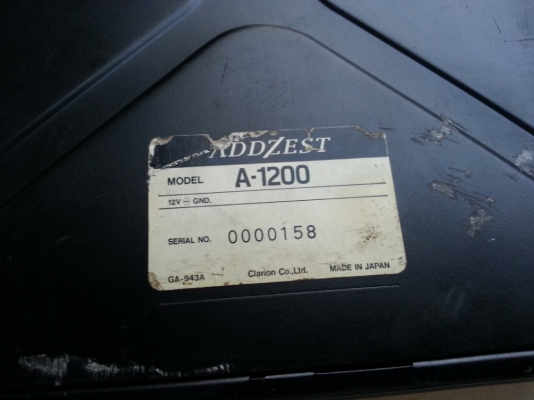 ADDZEST
MODEL A-1200
12V ⎓ GND.
SERIAL NO. 0000158
GA-943A Clarion Co.,Ltd. MADE IN JAPAN